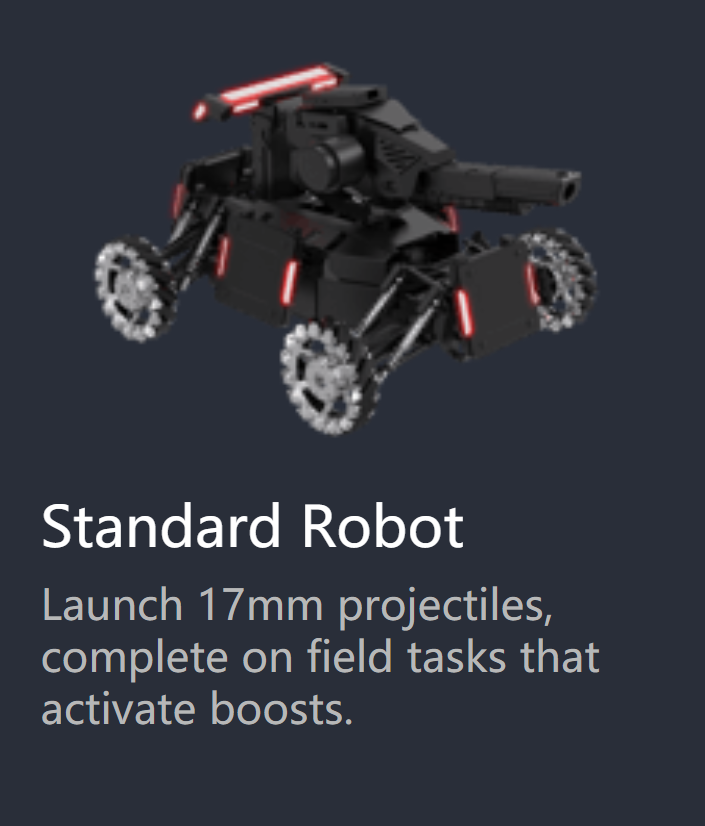 Standard Robot
Launch 17mm projectiles,
complete on field tasks that
activate boosts.